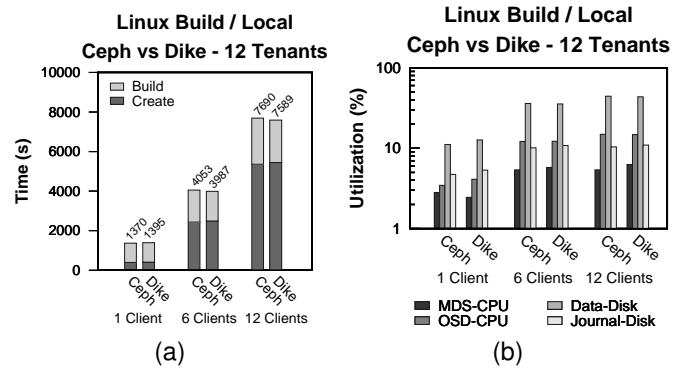 Linux Build / Local
Ceph vs Dike - 12 Tenants
10000
8000
6000
4000
2000
0
Time (s)
Build
Create
1370
1395
4053
3987
7690
7589
Ceph
Dike
Ceph
Dike
Ceph
Dike
1 Client
6 Clients
12 Clients
(a)
Linux Build / Local
Ceph vs Dike - 12 Tenants
100
10
1
Utilization (%)
Ceph
Dike
Ceph
Dike
Ceph
Dike
1 Client
6 Clients
12 Clients
MDS-CPU
OSD-CPU
Data-Disk
Journal-Disk
(b)